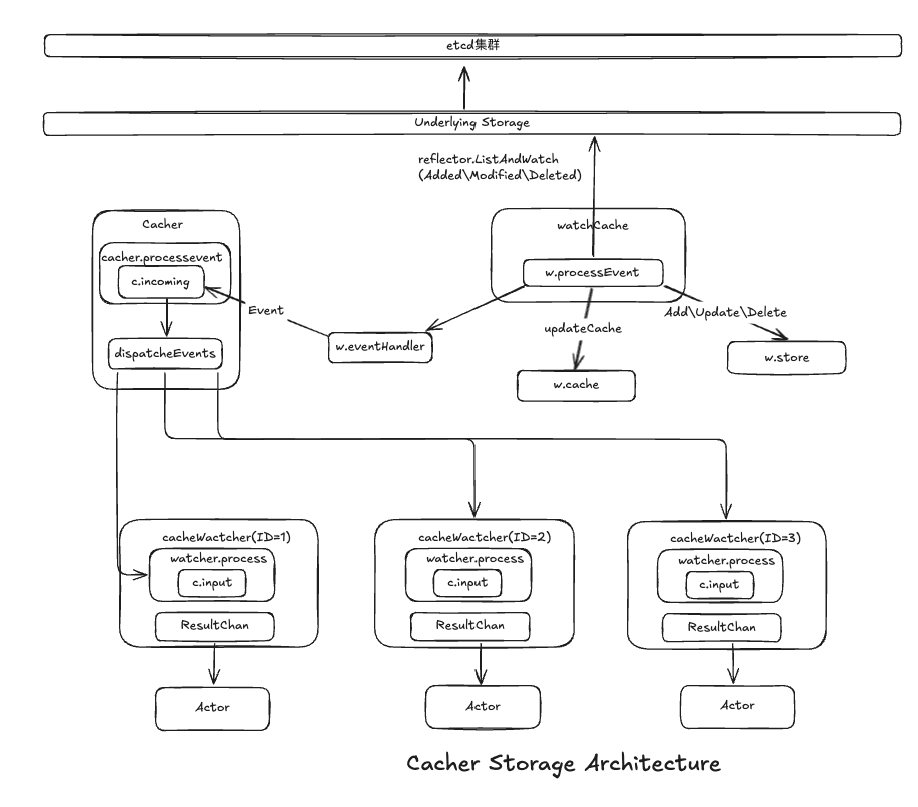 etcd集群
Underlying Storage
reflector.ListAndWatch
(Added\Modified\Deleted)
Cacher
cacher.processevent
c.incoming
dispatcheEvents
watchCache
w.processEvent
Event
w.eventHandler
updateCache
w.cache
Add\Update\Delete
w.store
cacheWactcher(ID=1)
watcher.process
c.input
ResultChan
Actor
cacheWactcher(ID=2)
watcher.process
c.input
ResultChan
Actor
cacheWactcher(ID=3)
watcher.process
c.input
ResultChan
Actor
Cacher Storage Architecture